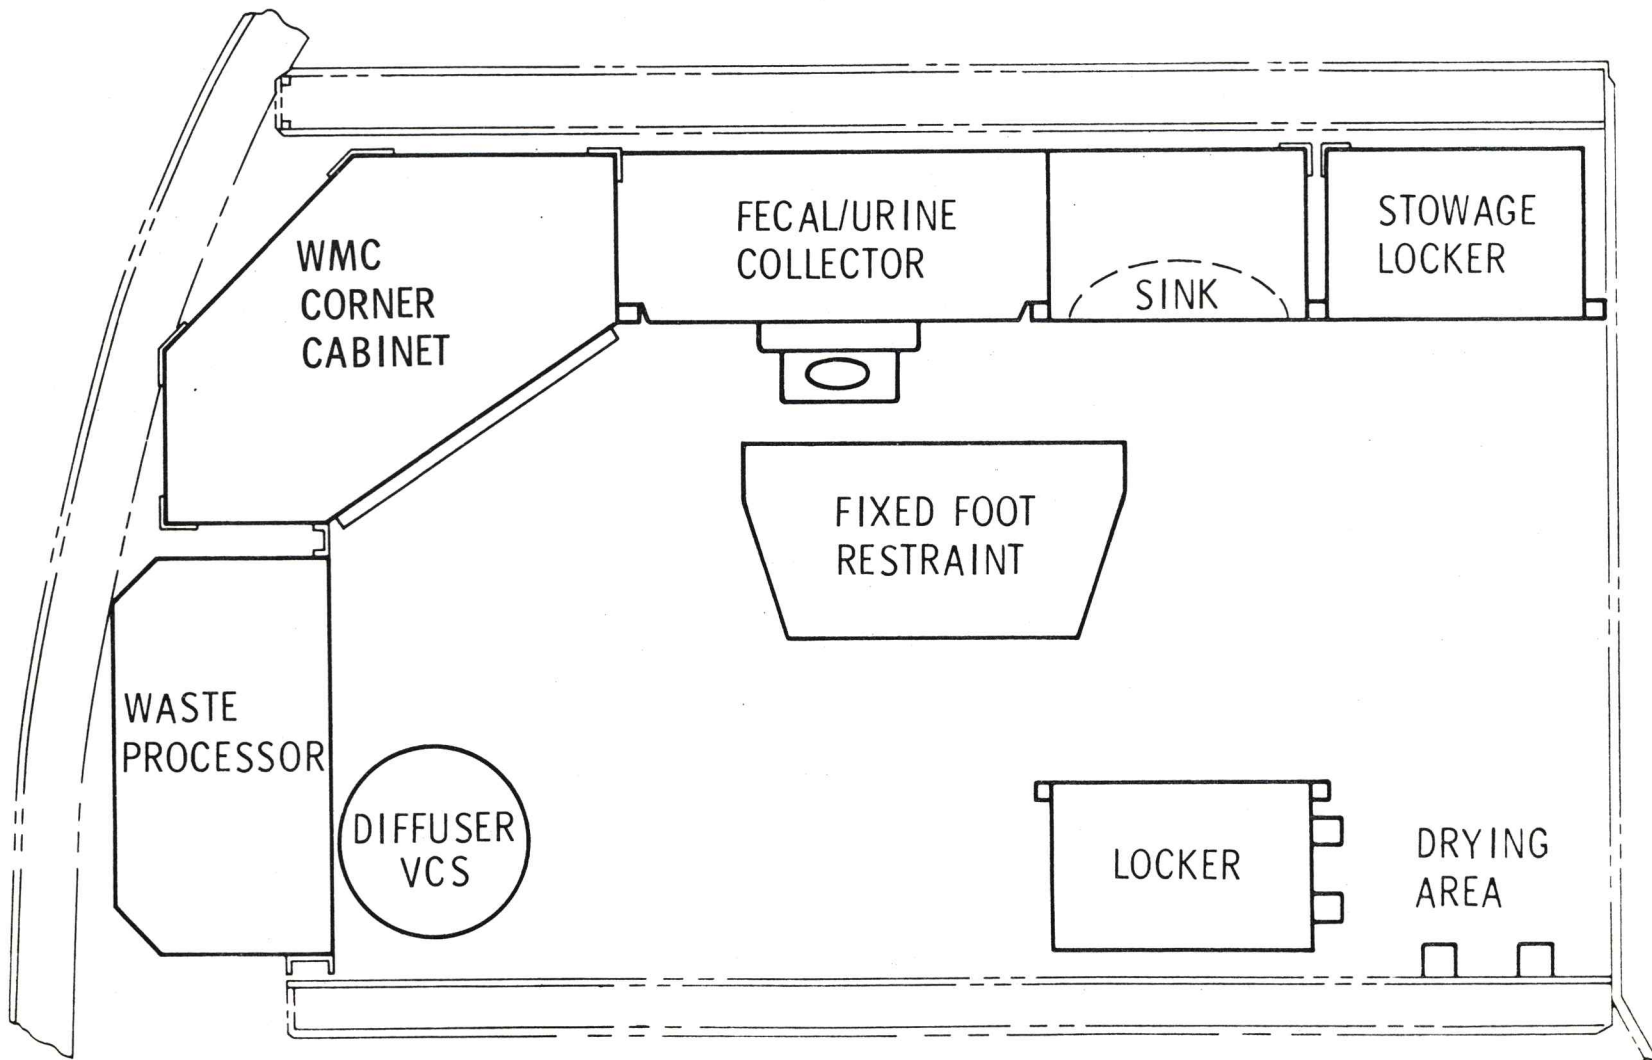 WMC
CORNER
CABINET
FECAL/URINE
COLLECTOR
SINK
STOWAGE
LOCKER
FIXED FOOT
RESTRAINT
WASTE
PROCESSOR
DIFFUSER
VCS
LOCKER
DRYING
AREA